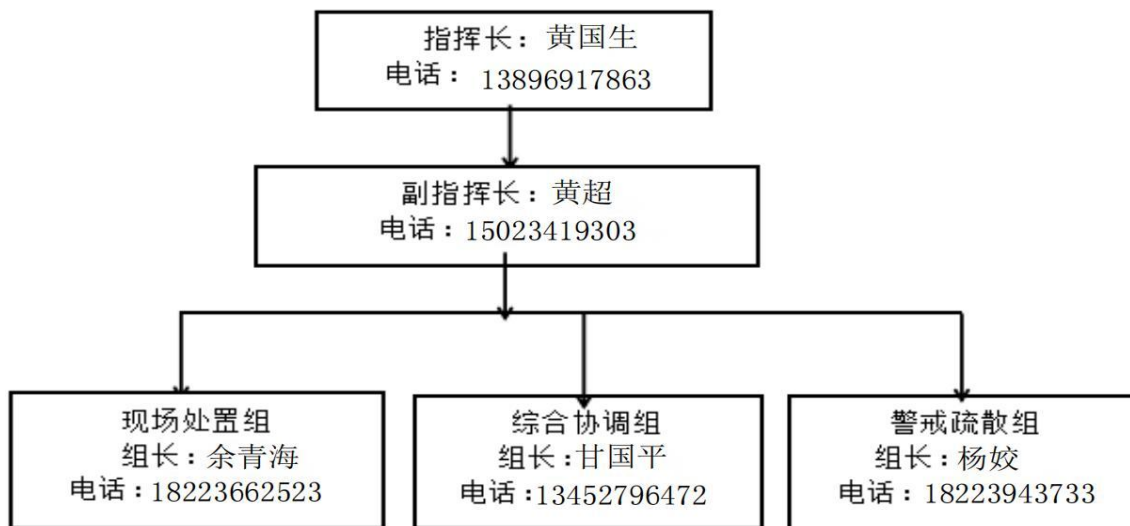 指挥长：黄国生
电话：13896917863
副指挥长：黄超
电话：15023419303
现场处置组
组长：余青海
电话：18223662523
综合协调组
组长：甘国平
电话：13452796472
警戒疏散组
组长：杨姣
电话：18223943733